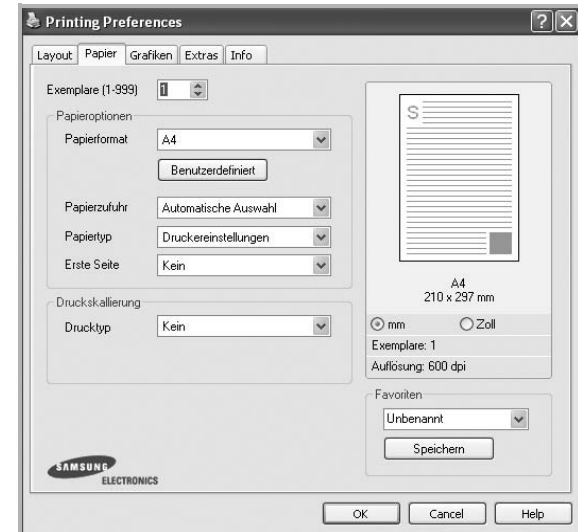 Printing Preferences
Layout Papier Grafiken Extras Info
Exemplare (1-999) 1
Papieroptionen
Papierformat A4
Benutzerdefiniert
Papierzufuhr Automatische Auswahl
Papiertyp Druckereinstellungen
Erste Seite Kein
Druckskallierung
Drucktyp Kein
S
A4
210 x 297 mm
mm Zoll
Exemplare: 1
Auflösung: 600 dpi
Favoriten
Unbenannt
Speichern
SAMSUNG
ELECTRONICS
OK Cancel Help